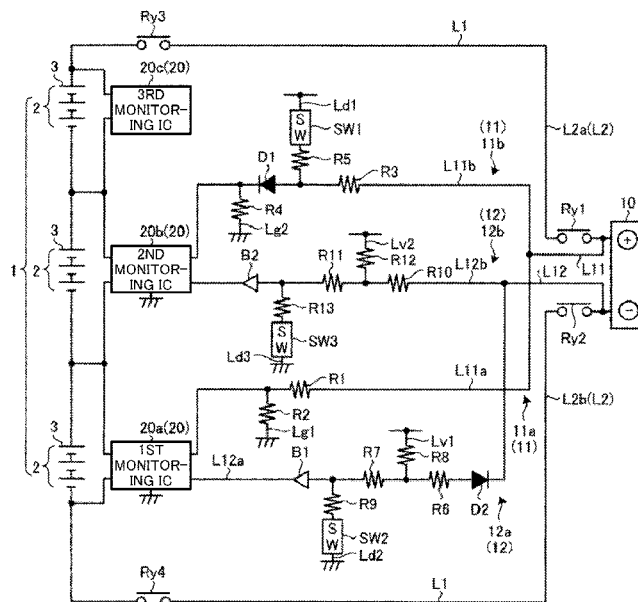 Ry3
L1
3
20c(20)
3RD MONITOR-ING IC
2
Ld1
SW
SW1
L2a(L2)
D1
R5
R3
L11b
(11)
11b
R4
Lg2
Ry1
10
3
20b(20)
2ND MONITOR-ING IC
1
2
B2
R11
Lv2
R12
R10
L12b
(12)
12b
L12
L11
R13
SW
SW3
Ld3
Ry2
R1
L11a
3
20a(20)
1ST MONITOR-ING IC
2
R2
Lg1
L12a
B1
R7
Lv1
R8
R6
D2
11a
(11)
L2b(L2)
R9
SW
SW2
Ld2
12a
(12)
Ry4
L1